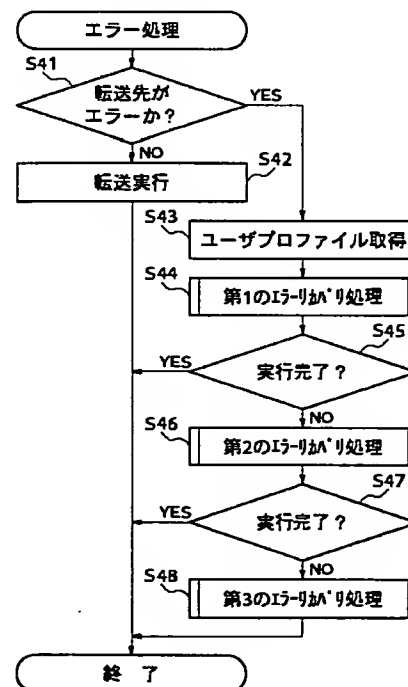 エラー処理
S41
転送先が
エラーか?
YES
NO
S42
転送実行
S43
ユーザプロファイル取得
S44
第1のｴﾗｰﾘｶﾊﾞﾘ処理
S45
YES
実行完了?
NO
S46
第2のｴﾗｰﾘｶﾊﾞﾘ処理
S47
YES
実行完了?
NO
S48
第3のｴﾗｰﾘｶﾊﾞﾘ処理
終 了